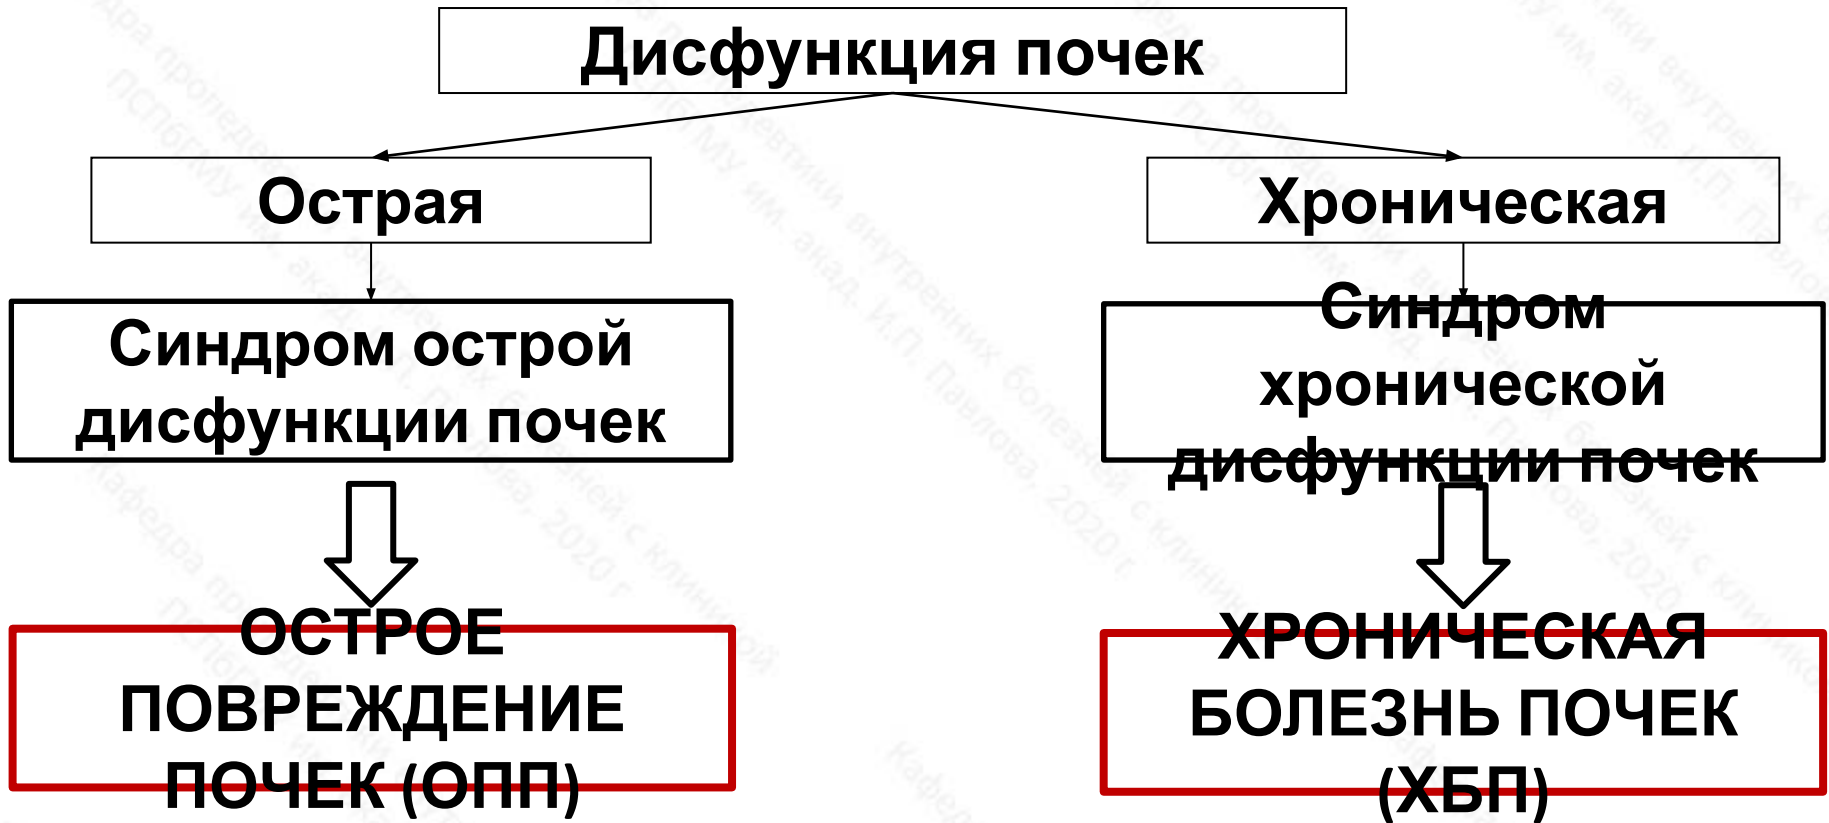 Дисфункция почек
Острая
Хроническая
Синдром острой
дисфункции почек
Синдром
хронической
дисфункции почек
ОСТРОЕ
ПОВРЕЖДЕНИЕ
ПОЧЕК (ОПП)
ХРОНИЧЕСКАЯ
БОЛЕЗНЬ ПОЧЕК
(ХБП)